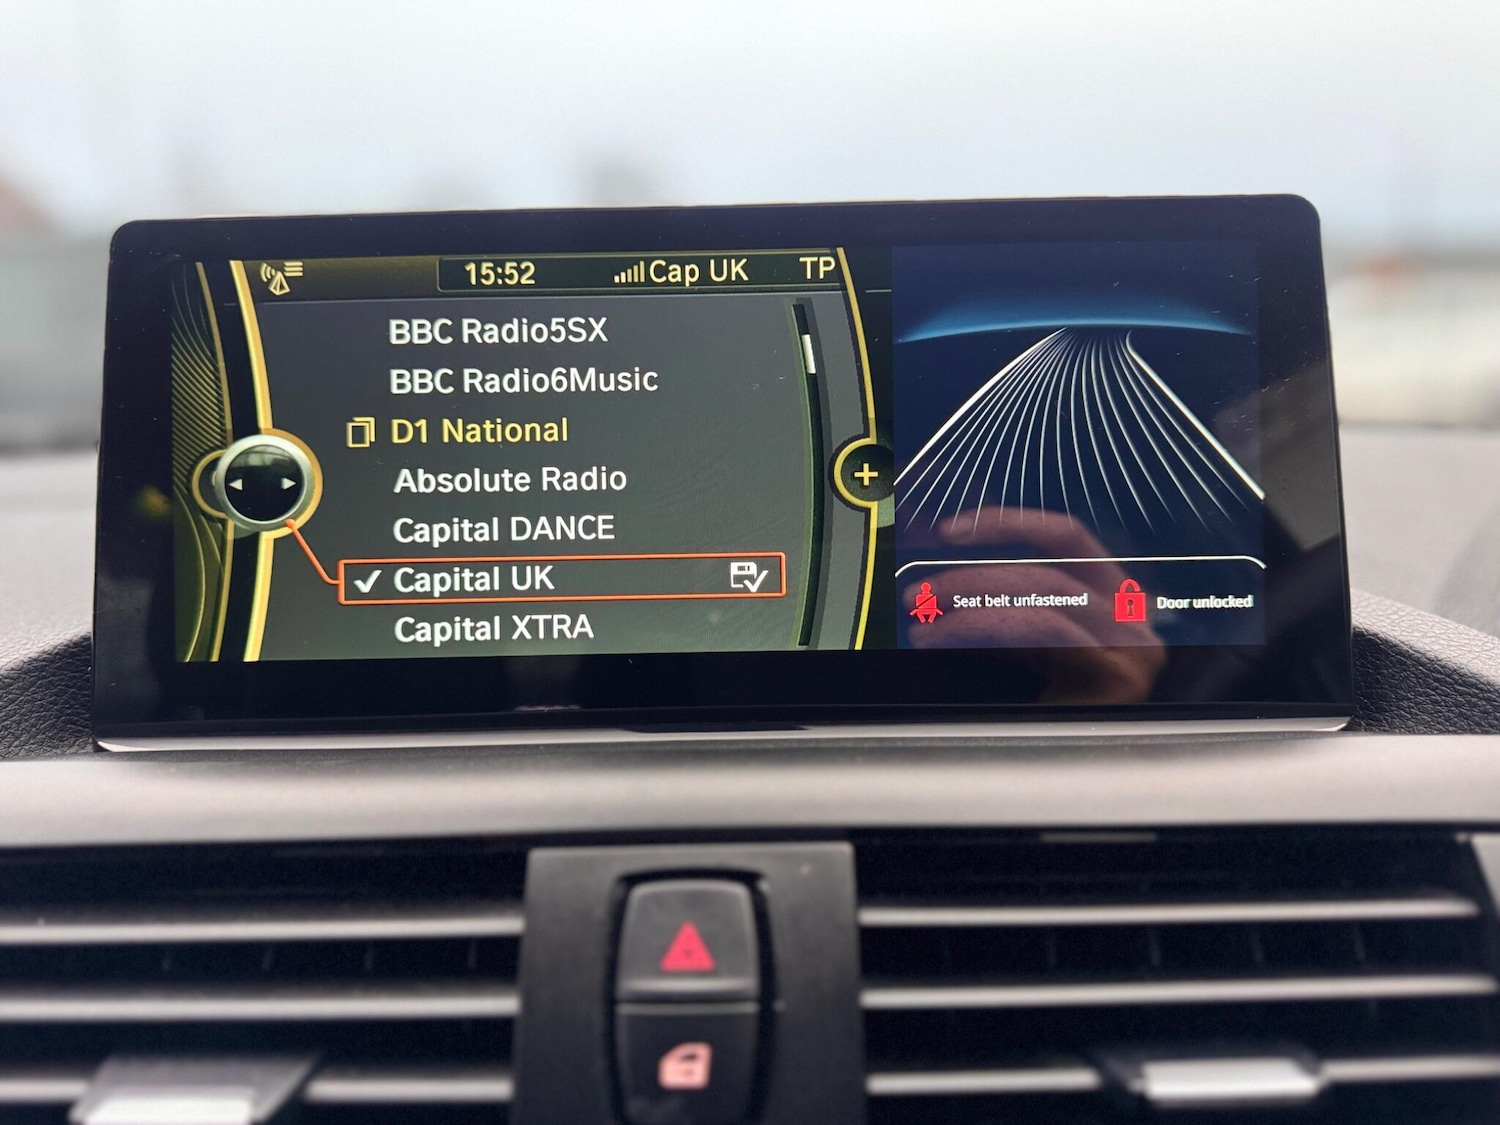 15:52 Cap UK TP
BBC Radio5SX
BBC Radio6Music
D1 National
Absolute Radio
Capital DANCE
Capital UK
Capital XTRA
Seat belt unfastened Door unlocked